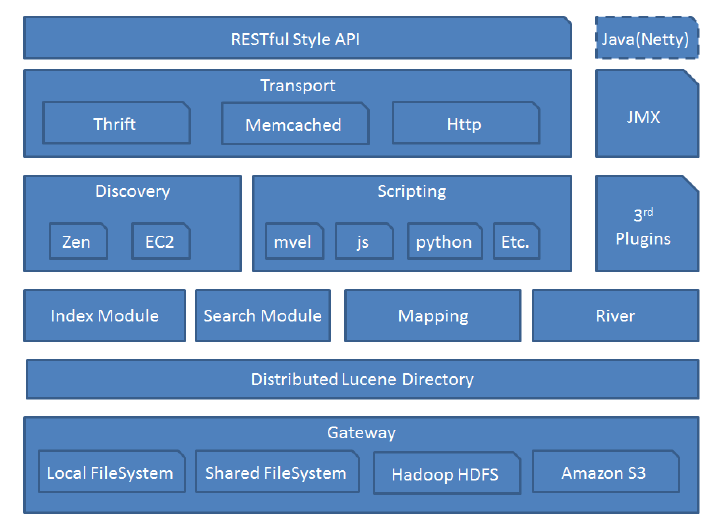 RESTful Style API
Java(Netty)
Transport
Thrift
Memcached
Http
JMX
Discovery
Zen
EC2
Scripting
mvel
js
python
Etc.
3rd
Plugins
Index Module
Search Module
Mapping
River
Distributed Lucene Directory
Gateway
Local FileSystem
Shared FileSystem
Hadoop HDFS
Amazon S3